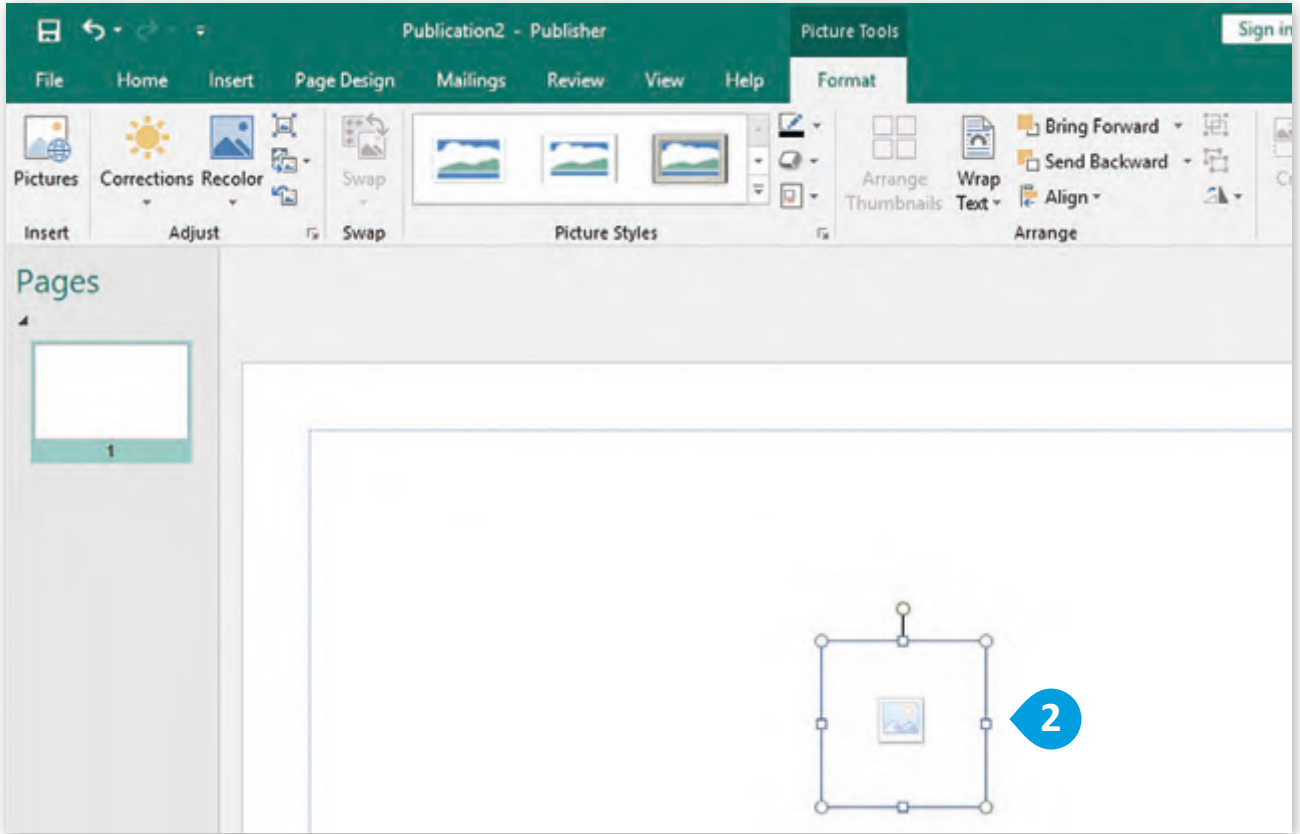 Publication2 - Publisher
Picture Tools
Sign in
File Home Insert Page Design Mailings Review View Help Format
Pictures
Corrections
Recolor
Swap
Arrange Thumbnails
Wrap Text
Bring Forward
Send Backward
Align
Insert
Adjust
Swap
Picture Styles
Arrange
Pages
1
2